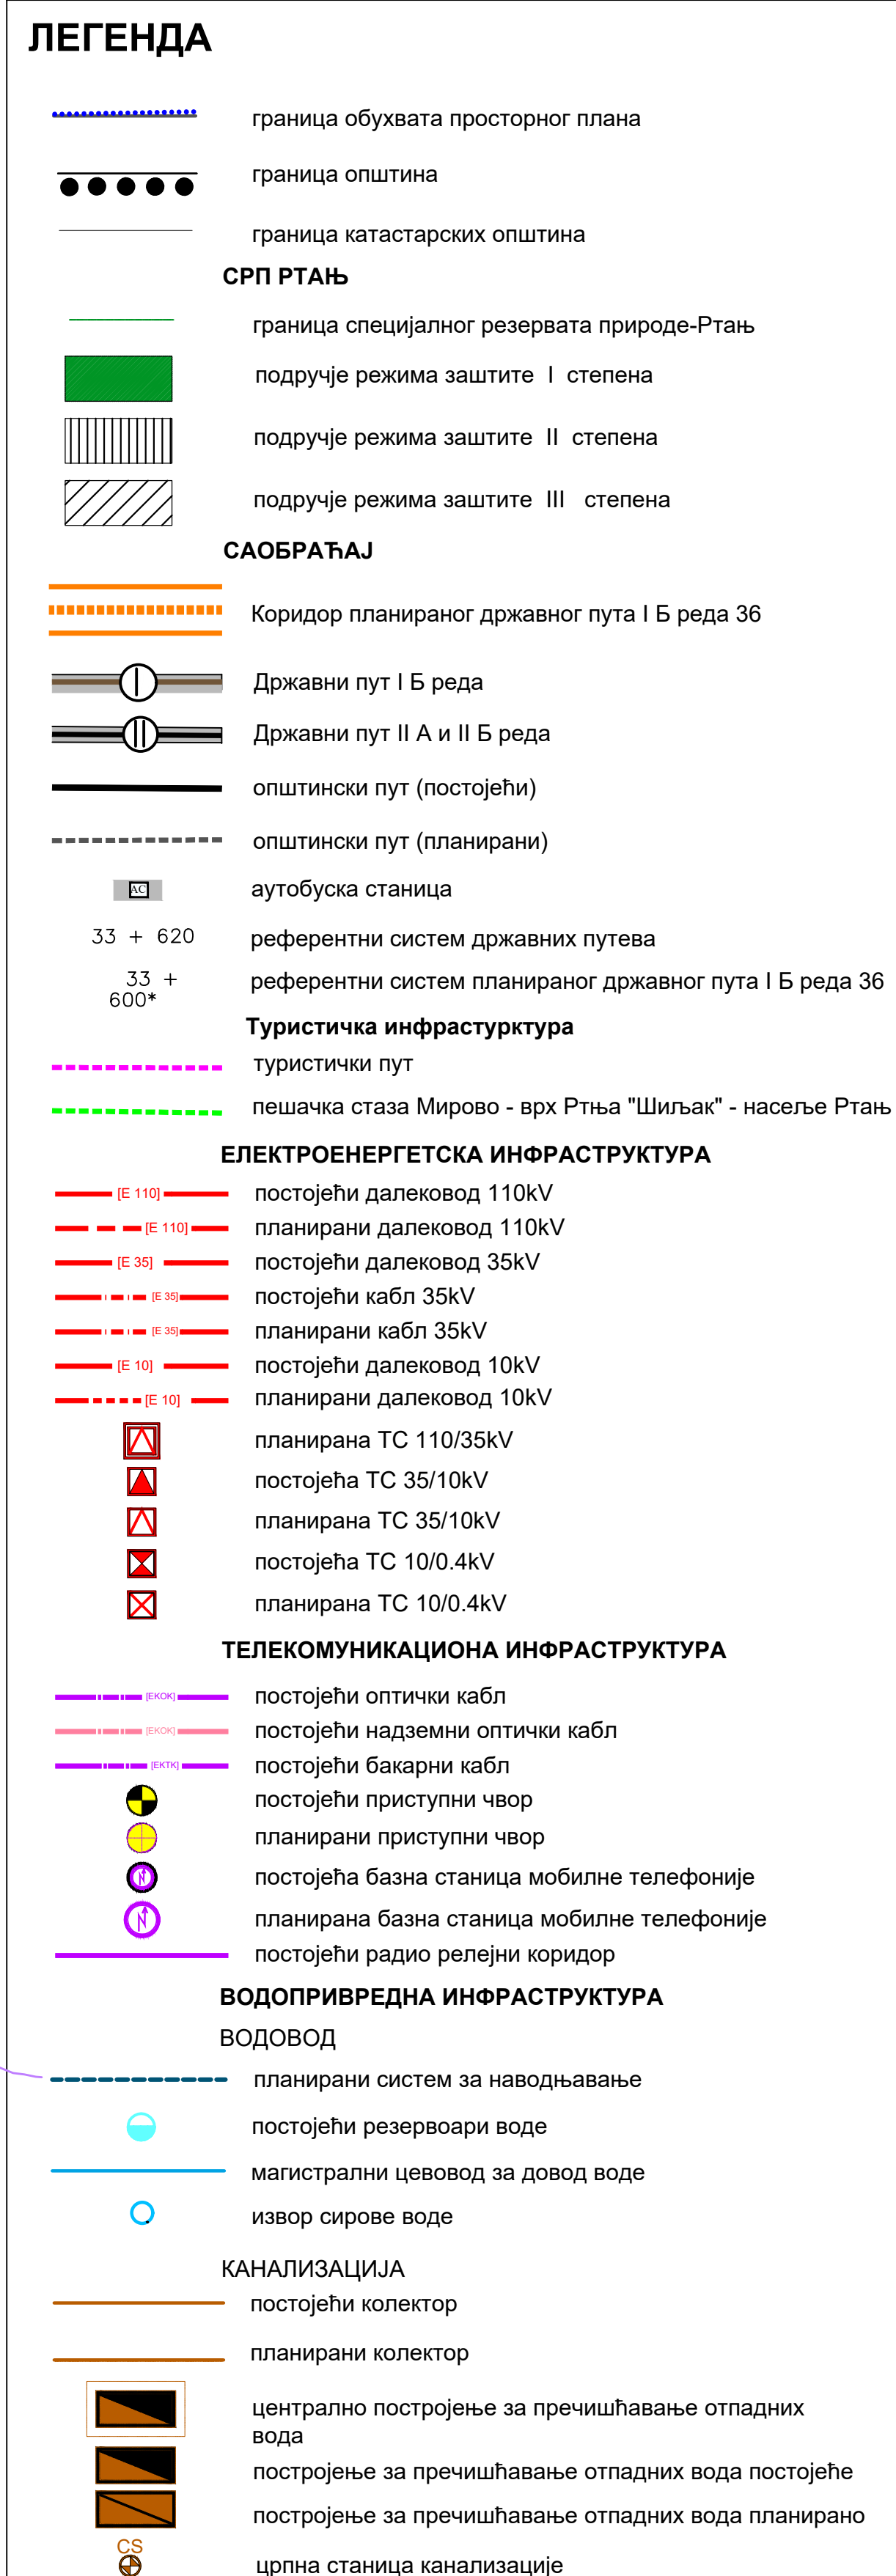 ЛЕГЕНДА
граница обухвата просторног плана
граница општина
граница катастарских општина
СРП РТАЊ
граница специјалног резервата природе-Ртањ
подручје режима заштите I степена
подручје режима заштите II степена
подручје режима заштите III степена
САОБРАЋАЈ
Коридор планираног државног пута I Б реда 36
Државни пут I Б реда
Државни пут II А и II Б реда
општински пут (постојећи)
општински пут (планирани)
АС аутобуска станица
33 + 620 референтни систем државних путева
33 + референтни систем планираног државног пута I Б реда 36
600*
Туристичка инфрастурктура
туристички пут
пешачка стаза Мирово - врх Ртња "Шиљак" - насеље Ртањ
ЕЛЕКТРОЕНЕРГЕТСКА ИНФРАСТРУКТУРА
[E 110] постојећи далековод 110kV
[E 110] планирани далековод 110kV
[E 35] постојећи далековод 35kV
[E 35] постојећи кабл 35kV
[E 35] планирани кабл 35kV
[E 10] постојећи далековод 10kV
[E 10] планирани далековод 10kV
планирана ТС 110/35kV
постојећа ТС 35/10kV
планирана ТС 35/10kV
постојећа ТС 10/0.4kV
планирана ТС 10/0.4kV
ТЕЛЕКОМУНИКАЦИОНА ИНФРАСТРУКТУРА
[EKOK] постојећи оптички кабл
[EKOK] постојећи надземни оптички кабл
[EKTK] постојећи бакарни кабл
постојећи приступни чвор
планирани приступни чвор
постојећа базна станица мобилне телефоније
планирана базна станица мобилне телефоније
постојећи радио релејни коридор
ВОДОПРИВРЕДНА ИНФРАСТРУКТУРА
ВОДОВОД
планирани систем за наводњавање
постојећи резервоари воде
магистрални цевовод за довод воде
извор сирове воде
КАНАЛИЗАЦИЈА
постојећи колектор
планирани колектор
централно постројење за пречишћавање отпадних
вода
постројење за пречишћавање отпадних вода постојеће
постројење за пречишћавање отпадних вода планирано
CS
црпна станица канализације